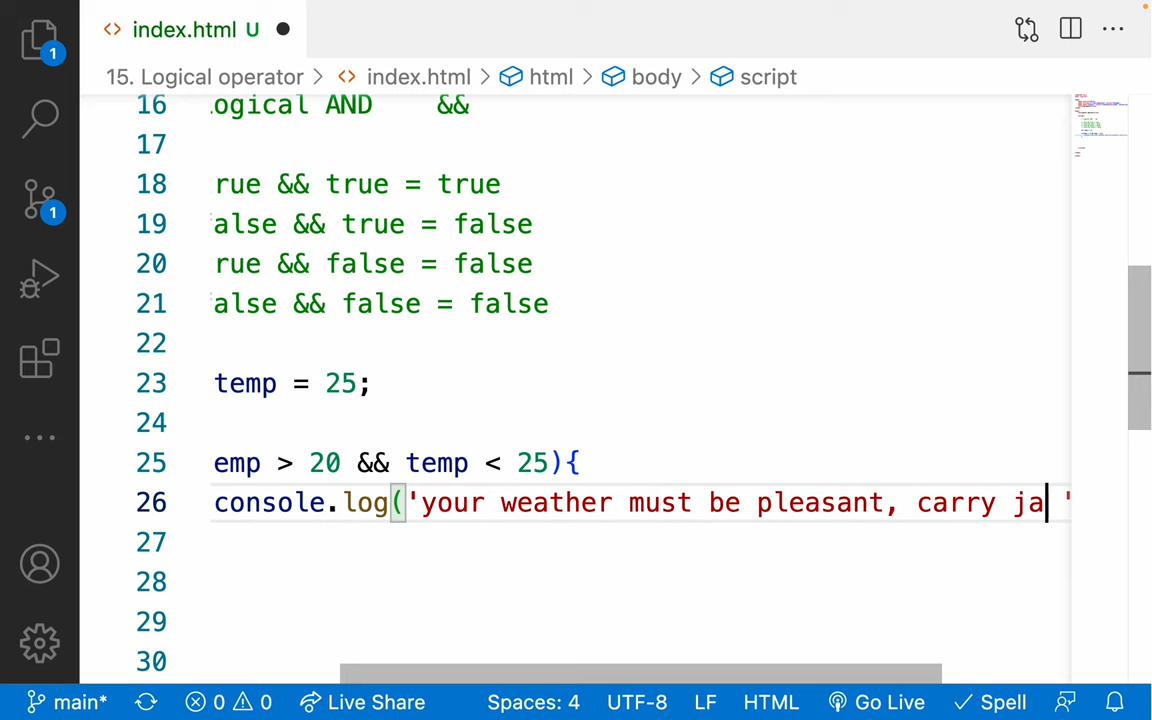 index.html U
15. Logical operator > index.html > html > body > script
16 ogical AND &&
17
18 rue && true = true
19 alse && true = false
20 rue && false = false
21 alse && false = false
22
23 temp = 25;
24
25 emp > 20 && temp < 25){
26 console.log('your weather must be pleasant, carry ja '
27
28
29
30
1
1
main* 0 0 Live Share Spaces: 4 UTF-8 LF HTML Go Live Spell